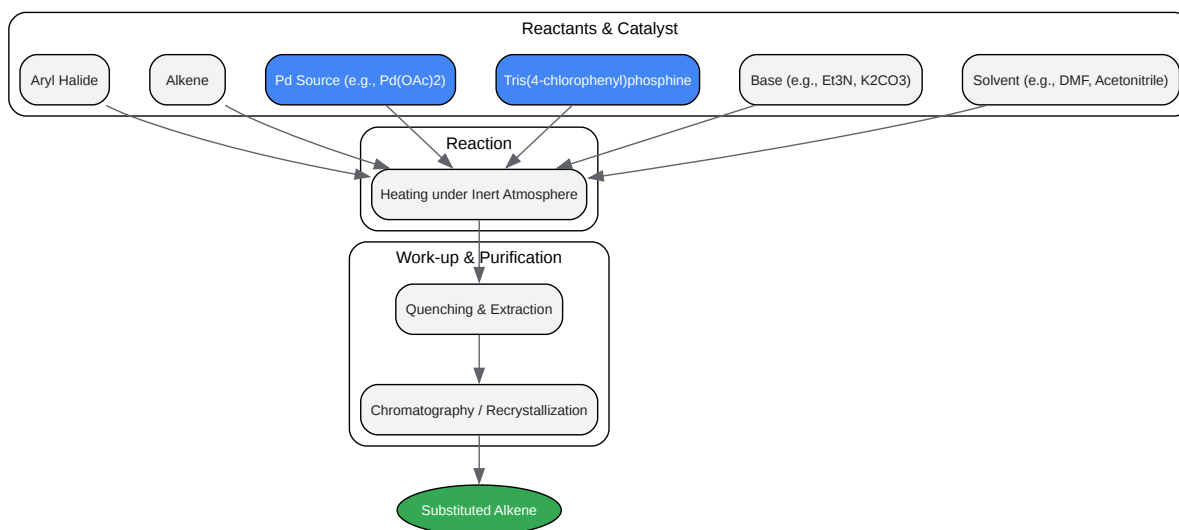 Reactants & Catalyst
Aryl Halide
Alkene
Pd Source (e.g., Pd(OAc)2)
Tris(4-chlorophenyl)phosphine
Base (e.g., Et3N, K2CO3)
Solvent (e.g., DMF, Acetonitrile)
Reaction
Heating under Inert Atmosphere
Work-up & Purification
Quenching & Extraction
Chromatography / Recrystallization
Substituted Alkene